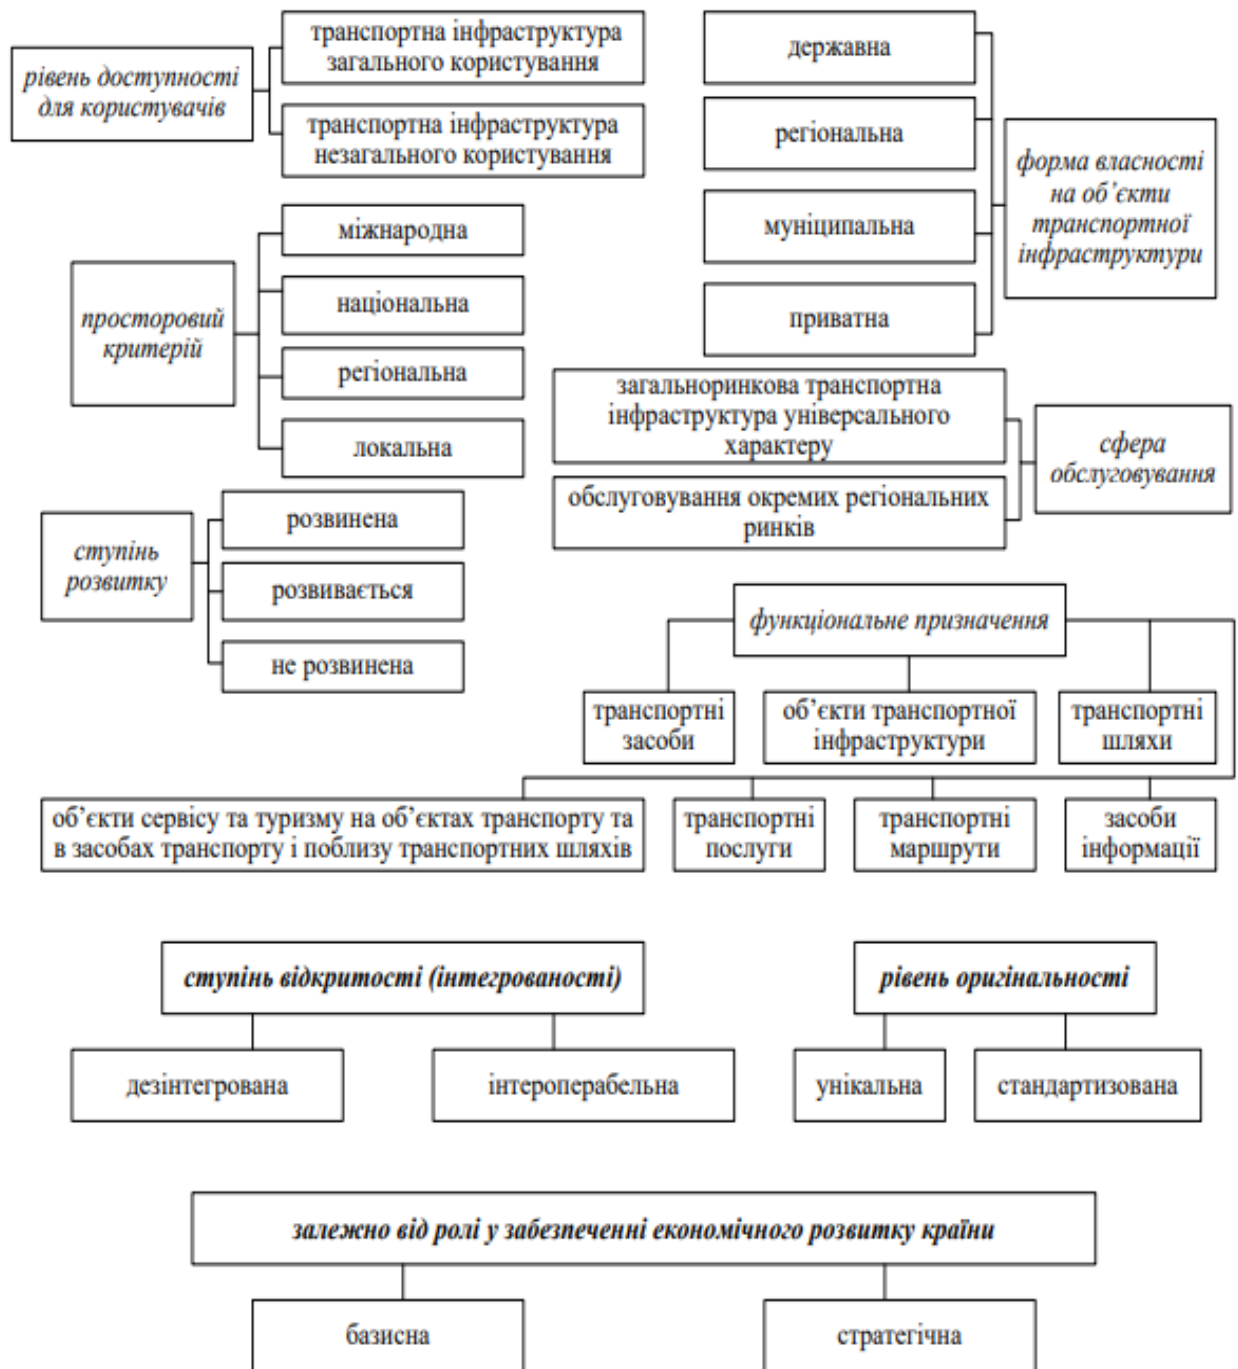 транспортна інфраструктура
загального користування
рівень доступності
для користувачів
транспортна інфраструктура
незагального користування
державна
регіональна
муніципальна
приватна
форма власності
на об’єкти
транспортної
інфраструктури
міжнародна
національна
просторовий
критерій
регіональна
локальна
загальноринкова транспортна
інфраструктура універсального
характеру
сфера
обслуговування
обслуговування окремих регіональних
ринків
розвинена
ступінь
розвитку
розвивається
не розвинена
функціональне призначення
транспортні
засоби
об’єкти транспортної
інфраструктури
транспортні
шляхи
об’єкти сервісу та туризму на об’єктах транспорту та
в засобах транспорту і поблизу транспортних шляхів
транспортні
послуги
транспортні
маршрути
засоби
інформації
ступінь відкритості (інтегрованості)
дезінтегрована
інтероперабельна
рівень оригінальності
унікальна
стандартизована
залежно від ролі у забезпеченні економічного розвитку країни
базисна
стратегічна